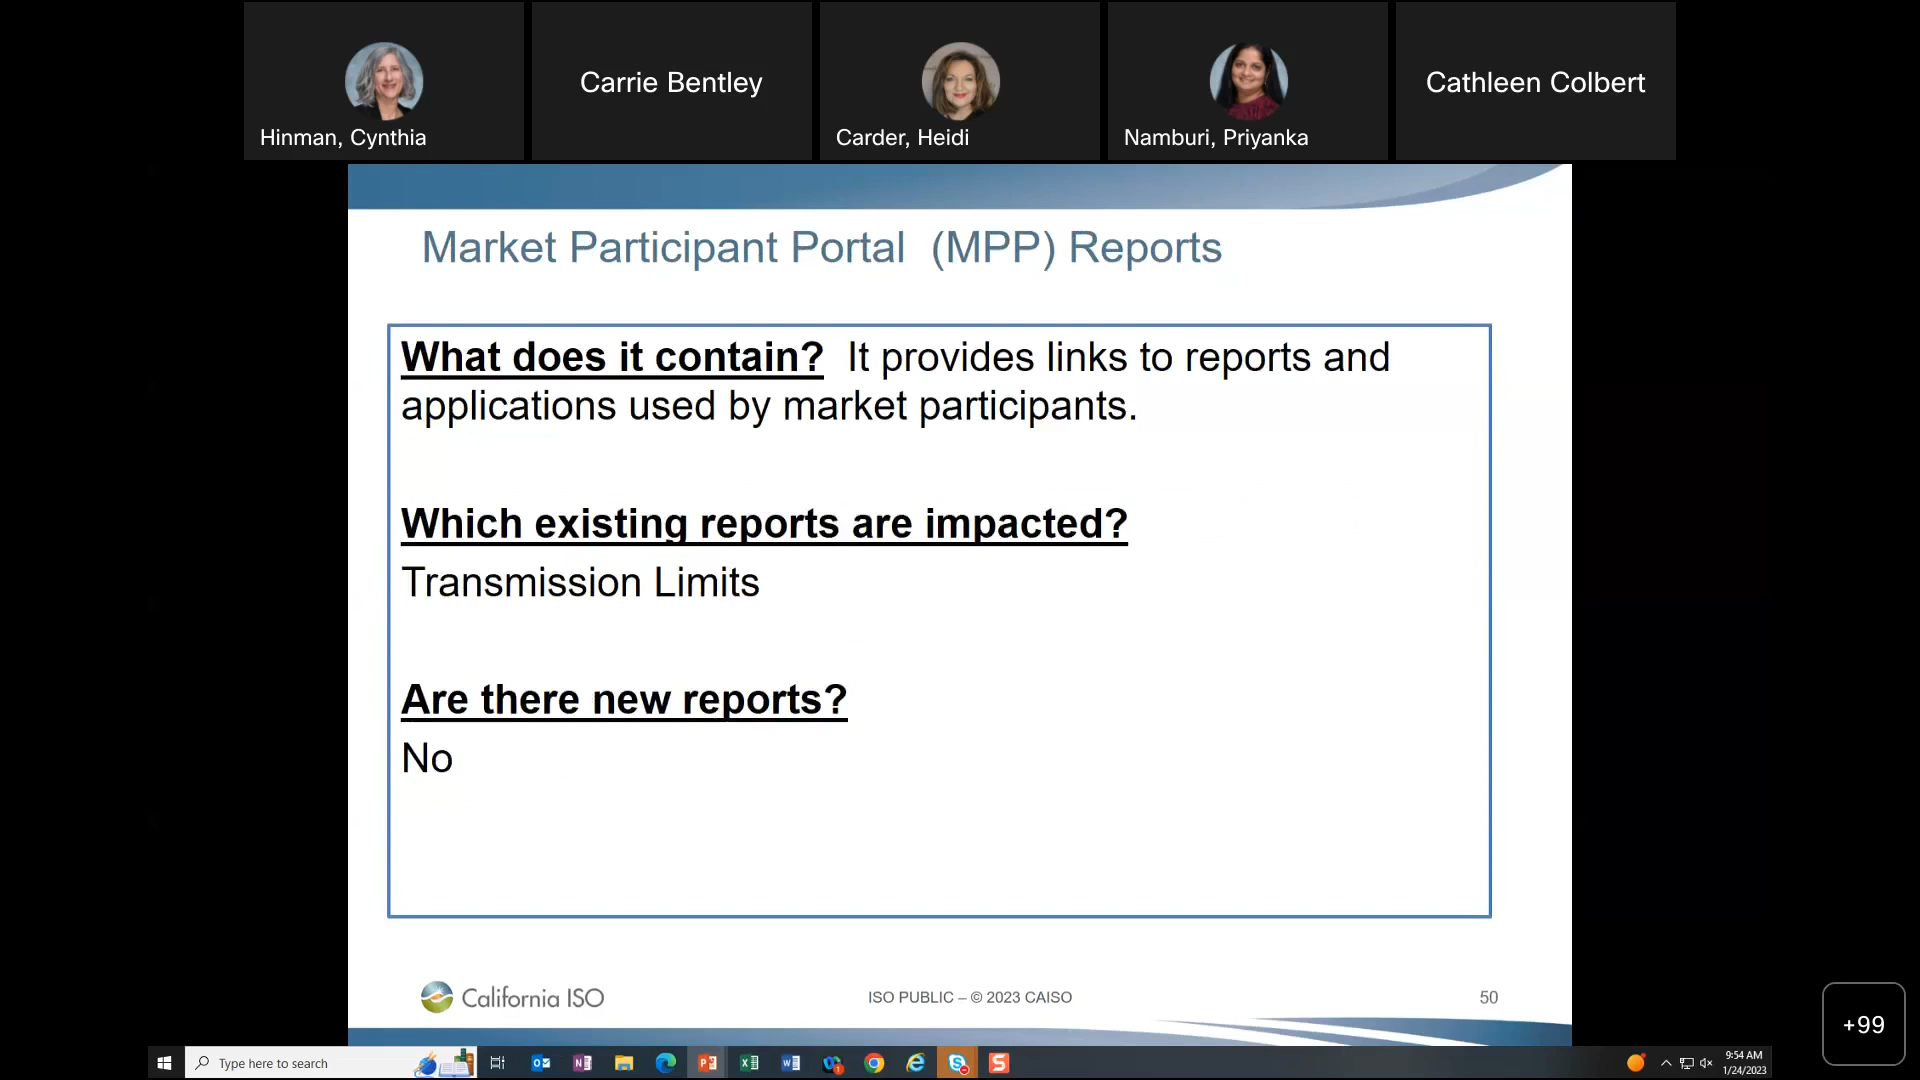 Hinman, Cynthia
Carrie Bentley
Carder, Heidi
Namburi, Priyanka
Cathleen Colbert
Market Participant Portal (MPP) Reports
What does it contain? It provides links to reports and
applications used by market participants.
Which existing reports are impacted?
Transmission Limits
Are there new reports?
No
California ISO
ISO PUBLIC – © 2023 CAISO
50
+99
Type here to search
9:54 AM
1/24/2023